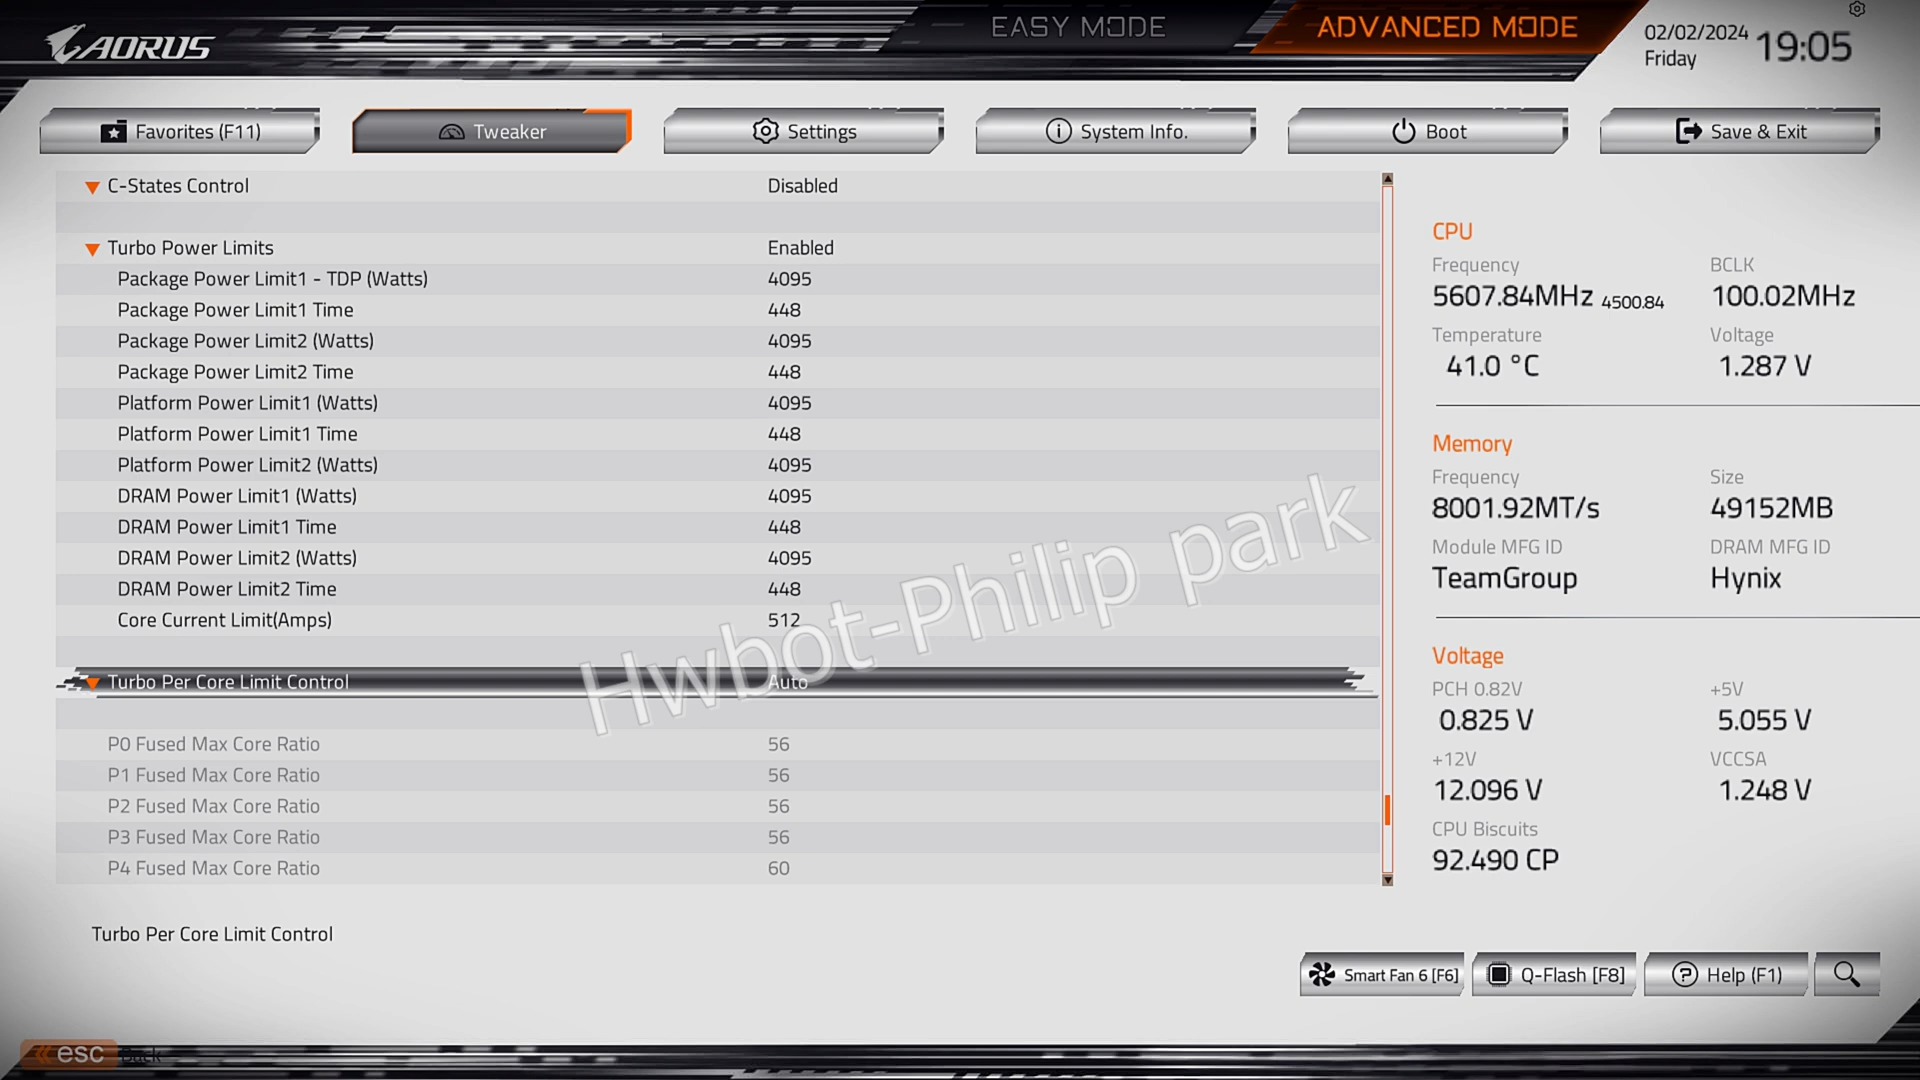 AORUS
EASY MODE
ADVANCED MODE
02/02/2024
Friday
19:05
Favorites (F11)
Tweaker
Settings
System Info.
Boot
Save & Exit
C-States Control Disabled
Turbo Power Limits Enabled
Package Power Limit1 - TDP (Watts) 4095
Package Power Limit1 Time 448
Package Power Limit2 (Watts) 4095
Package Power Limit2 Time 448
Platform Power Limit1 (Watts) 4095
Platform Power Limit1 Time 448
Platform Power Limit2 (Watts) 4095
DRAM Power Limit1 (Watts) 4095
DRAM Power Limit1 Time 448
DRAM Power Limit2 (Watts) 4095
DRAM Power Limit2 Time 448
Core Current Limit(Amps) 512
Turbo Per Core Limit Control Auto
P0 Fused Max Core Ratio 56
P1 Fused Max Core Ratio 56
P2 Fused Max Core Ratio 56
P3 Fused Max Core Ratio 56
P4 Fused Max Core Ratio 60
Hwbot-Philip park
CPU
Frequency BCLK
5607.84MHz 4500.84 100.02MHz
Temperature Voltage
41.0 °C 1.287 V
Memory
Frequency Size
8001.92MT/s 49152MB
Module MFG ID DRAM MFG ID
TeamGroup Hynix
Voltage
PCH 0.82V +5V
0.825 V 5.055 V
+12V VCCSA
12.096 V 1.248 V
CPU Biscuits
92.490 CP
Turbo Per Core Limit Control
Smart Fan 6 [F6]
Q-Flash [F8]
Help (F1)
esc Back